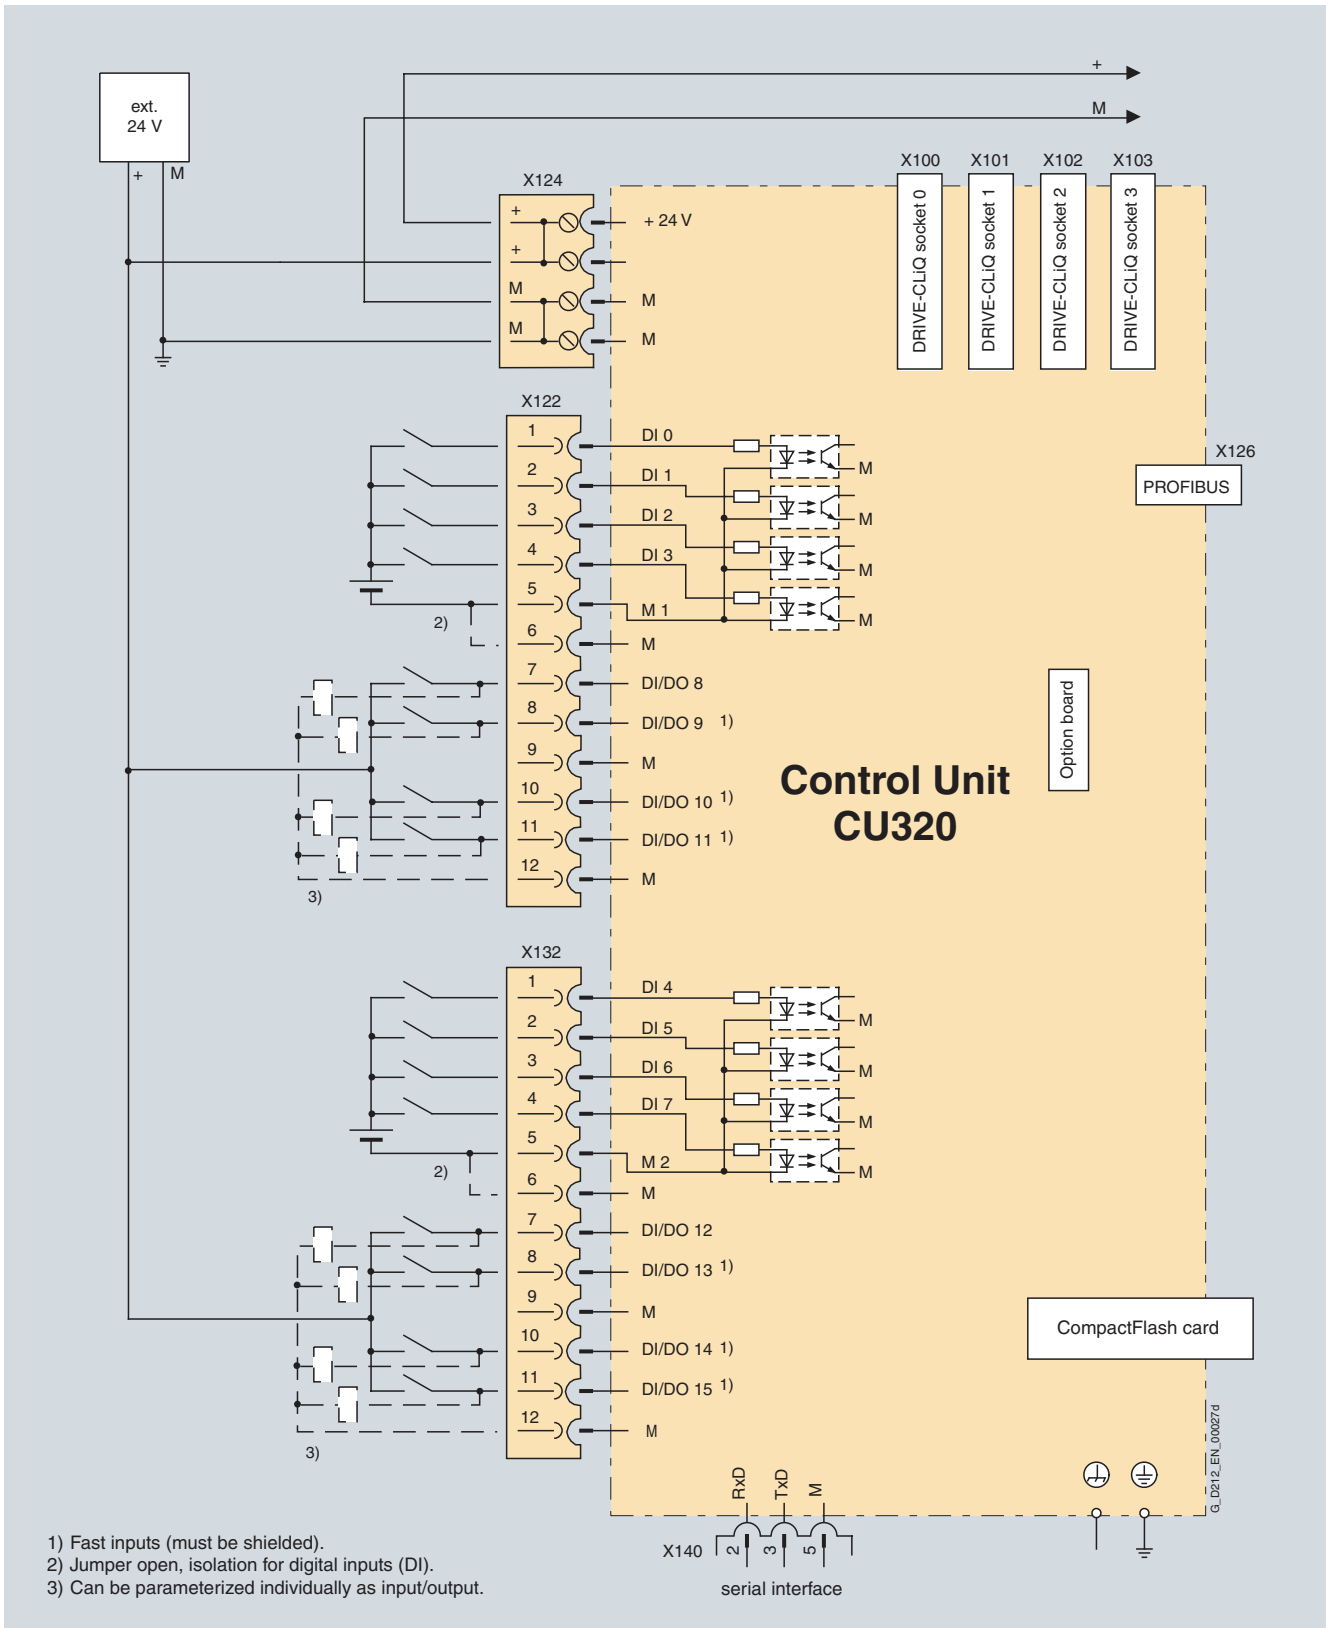 +
M
ext.
24 V
+
M
X124
+
+
M
M
+ 24 V
M
M
X100
X101
X102
X103
DRIVE-CLiQ socket 0
DRIVE-CLiQ socket 1
DRIVE-CLiQ socket 2
DRIVE-CLiQ socket 3
X122
1
DI 0
M
2
DI 1
M
3
DI 2
M
4
DI 3
M
5
M 1
2)
6
M
7
DI/DO 8
8
DI/DO 9 1)
9
M
10
DI/DO 10 1)
11
DI/DO 11 1)
12
M
3)
X126
PROFIBUS
Option board
Control Unit
CU320
X132
1
DI 4
M
2
DI 5
M
3
DI 6
M
4
DI 7
M
5
M 2
2)
6
M
7
DI/DO 12
8
DI/DO 13 1)
9
M
10
DI/DO 14 1)
11
DI/DO 15 1)
12
M
3)
CompactFlash card
G_D212_EN_00027d
RxD
TxD
M
X140
2
3
5
serial interface
1) Fast inputs (must be shielded).
2) Jumper open, isolation for digital inputs (DI).
3) Can be parameterized individually as input/output.